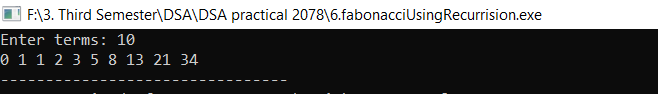 F:\3. Third Semester\DSA\DSA practical 2078\6.fabonacciUsingRecurrision.exe
Enter terms: 10
0 1 1 2 3 5 8 13 21 34
--------------------------------